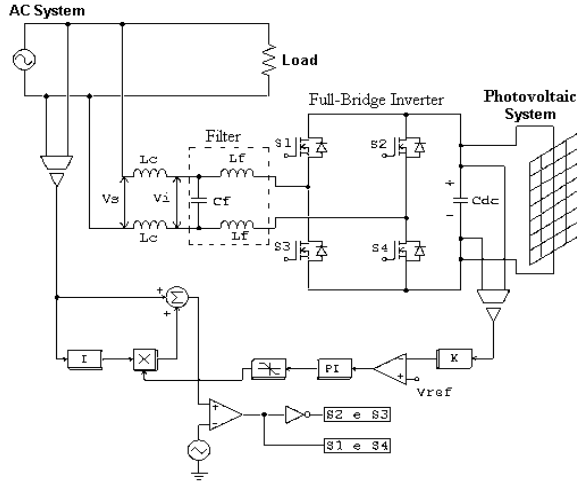 AC System
Load
Full-Bridge Inverter
Photovoltaic
System
Filter
S1
S2
Lc
Lf
Vs
Vi
Cf
+
Cdc
-
Lc
Lf
S3
S4
+
Σ
+
I
X
PI
-
+
K
Vref
+
-
S2 e S3
S1 e S4